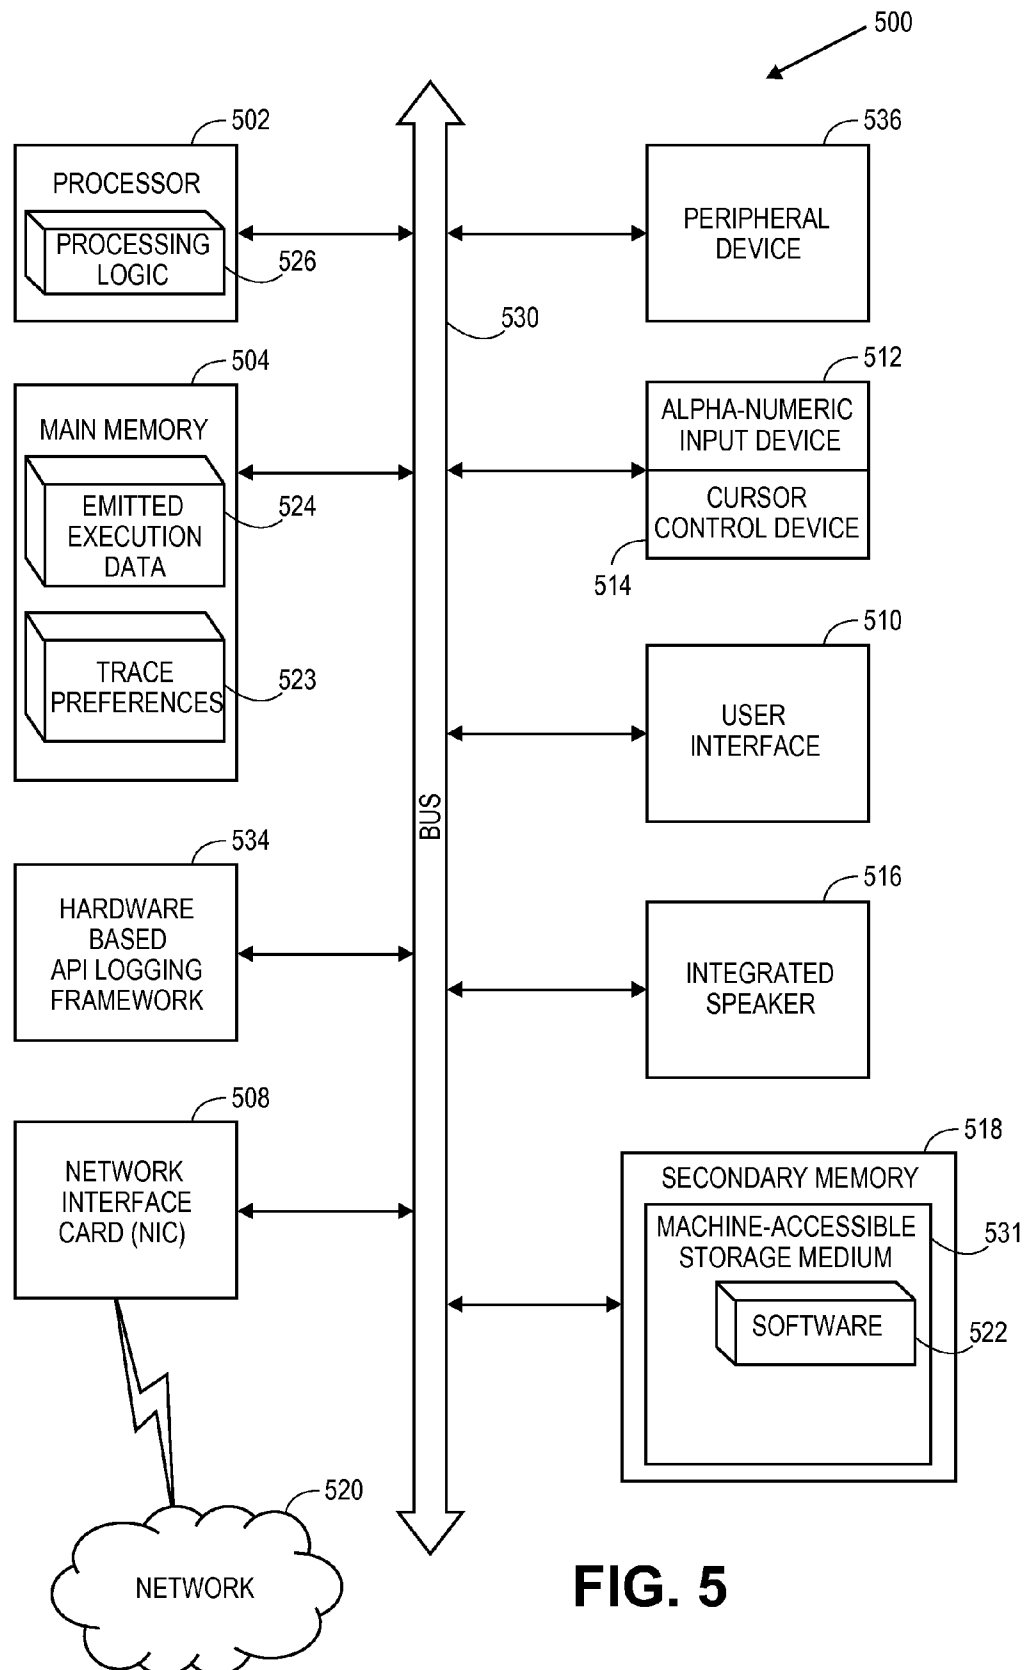 500
502
PROCESSOR
PROCESSING
LOGIC
526
536
PERIPHERAL
DEVICE
530
504
MAIN MEMORY
EMITTED
EXECUTION
DATA
524
TRACE
PREFERENCES
523
512
ALPHA-NUMERIC
INPUT DEVICE
CURSOR
CONTROL DEVICE
514
510
USER
INTERFACE
BUS
534
HARDWARE
BASED
API LOGGING
FRAMEWORK
516
INTEGRATED
SPEAKER
508
NETWORK
INTERFACE
CARD (NIC)
518
SECONDARY MEMORY
MACHINE-ACCESSIBLE
STORAGE MEDIUM
531
SOFTWARE
522
520
NETWORK
FIG. 5